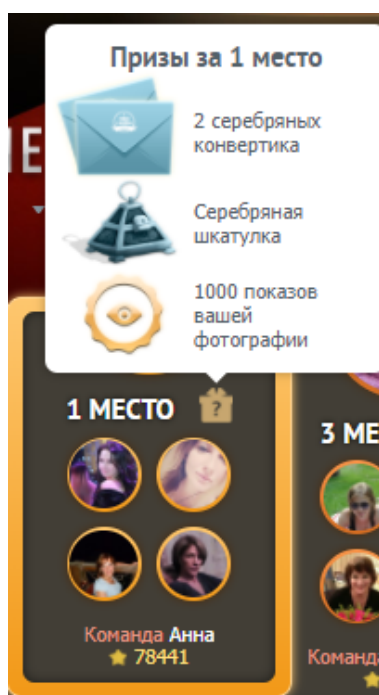 Призы за 1 место
2 серебряных
конвертика
Серебряная
шкатулка
1000 показов
вашей
фотографии
1 МЕСТО
?
3 МЕ
Команда Анна
78441
Команда